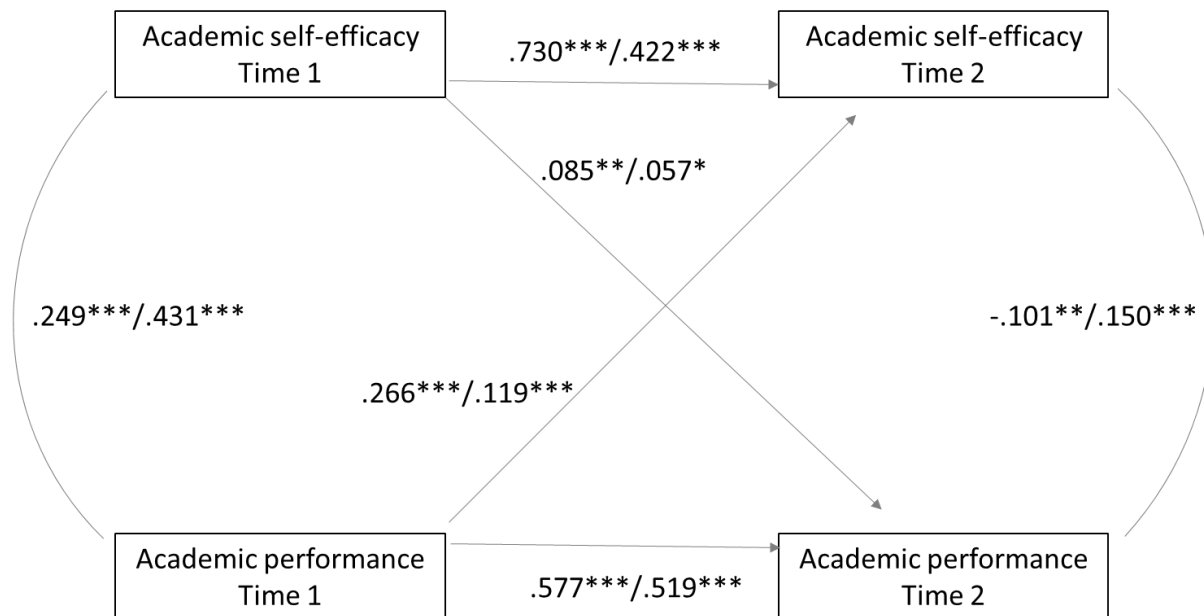 Academic self-efficacy
Time 1
.730***/.422***
Academic self-efficacy
Time 2
.085**/.057*
.249***/.431***
-.101**/.150***
.266***/.119***
Academic performance
Time 1
.577***/.519***
Academic performance
Time 2